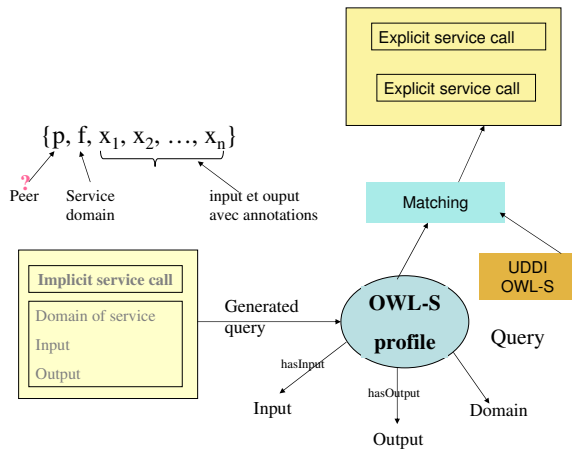 Explicit service call
Explicit service call
{p, f, x1, x2, …, xn}
?
Peer
Service
domain
input et ouput
avec annotations
Matching
UDDI
OWL-S
Implicit service call
Domain of service
Input
Output
Generated
query
OWL-S
profile
Query
hasInput
hasOutput
Input
Output
Domain